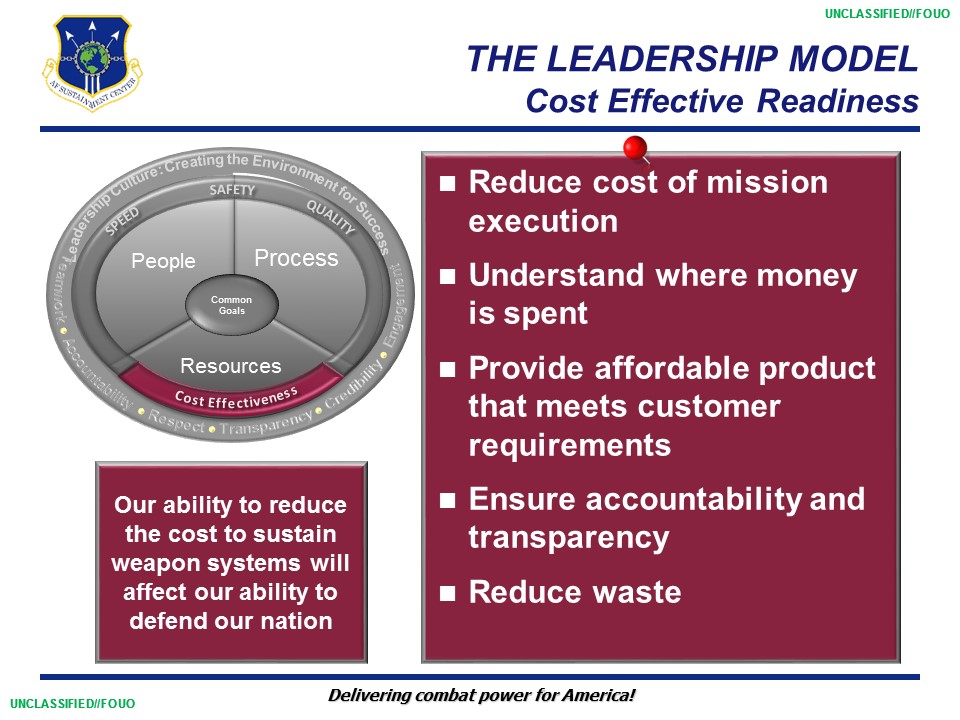 UNCLASSIFIED//FOUO
AF SUSTAINMENT CENTER
THE LEADERSHIP MODEL
Cost Effective Readiness
Leadership Culture: Creating the Environment for Success
SPEED
SAFETY
QUALITY
People
Process
Common
Goals
Resources
Cost Effectiveness
Teamwork • Accountability • Respect • Transparency • Credibility • Engagement
Our ability to reduce
the cost to sustain
weapon systems will
affect our ability to
defend our nation
■ Reduce cost of mission
execution
■ Understand where money
is spent
■ Provide affordable product
that meets customer
requirements
■ Ensure accountability and
transparency
■ Reduce waste
Delivering combat power for America!
UNCLASSIFIED//FOUO